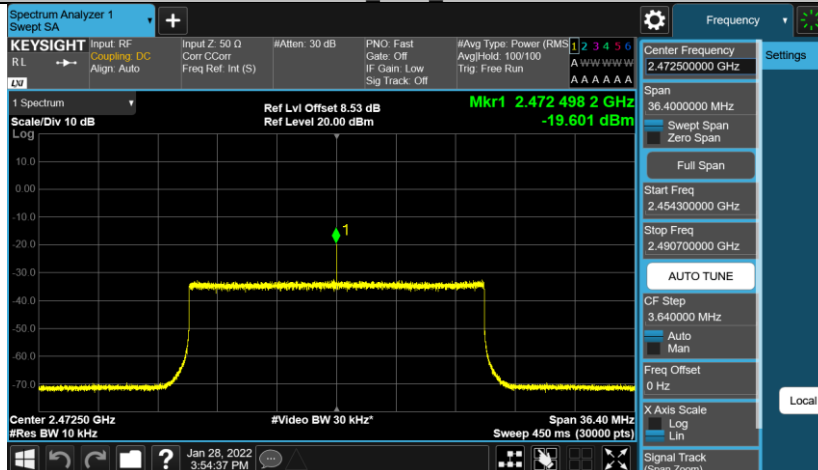 Spectrum Analyzer 1
Swept SA
+
Frequency
KEYSIGHT
R L
LXI
Input: RF
Coupling: DC
Align: Auto
Input Z: 50 Ω
Corr CCorr
Freq Ref: Int (S)
#Atten: 30 dB
PNO: Fast
Gate: Off
IF Gain: Low
Sig Track: Off
#Avg Type: Power (RMS
Avg|Hold: 100/100
Trig: Free Run
1 2 3 4 5 6
A W W W W W
A A A A A A
1 Spectrum
Scale/Div 10 dB
Log
Ref Lvl Offset 8.53 dB
Ref Level 20.00 dBm
Mkr1 2.472 498 2 GHz
-19.601 dBm
10.0
0.00
-10.0
-20.0
-30.0
-40.0
-50.0
-60.0
-70.0
1
Center 2.47250 GHz
#Res BW 10 kHz
#Video BW 30 kHz*
Span 36.40 MHz
Sweep 450 ms (30000 pts)
?
Jan 28, 2022
3:54:37 PM
Center Frequency
2.472500000 GHz
Settings
Span
36.4000000 MHz
Swept Span
Zero Span
Full Span
Start Freq
2.454300000 GHz
Stop Freq
2.490700000 GHz
AUTO TUNE
CF Step
3.640000 MHz
Auto
Man
Freq Offset
0 Hz
Local
X Axis Scale
Log
Lin
Signal Track
(Span Zoom)